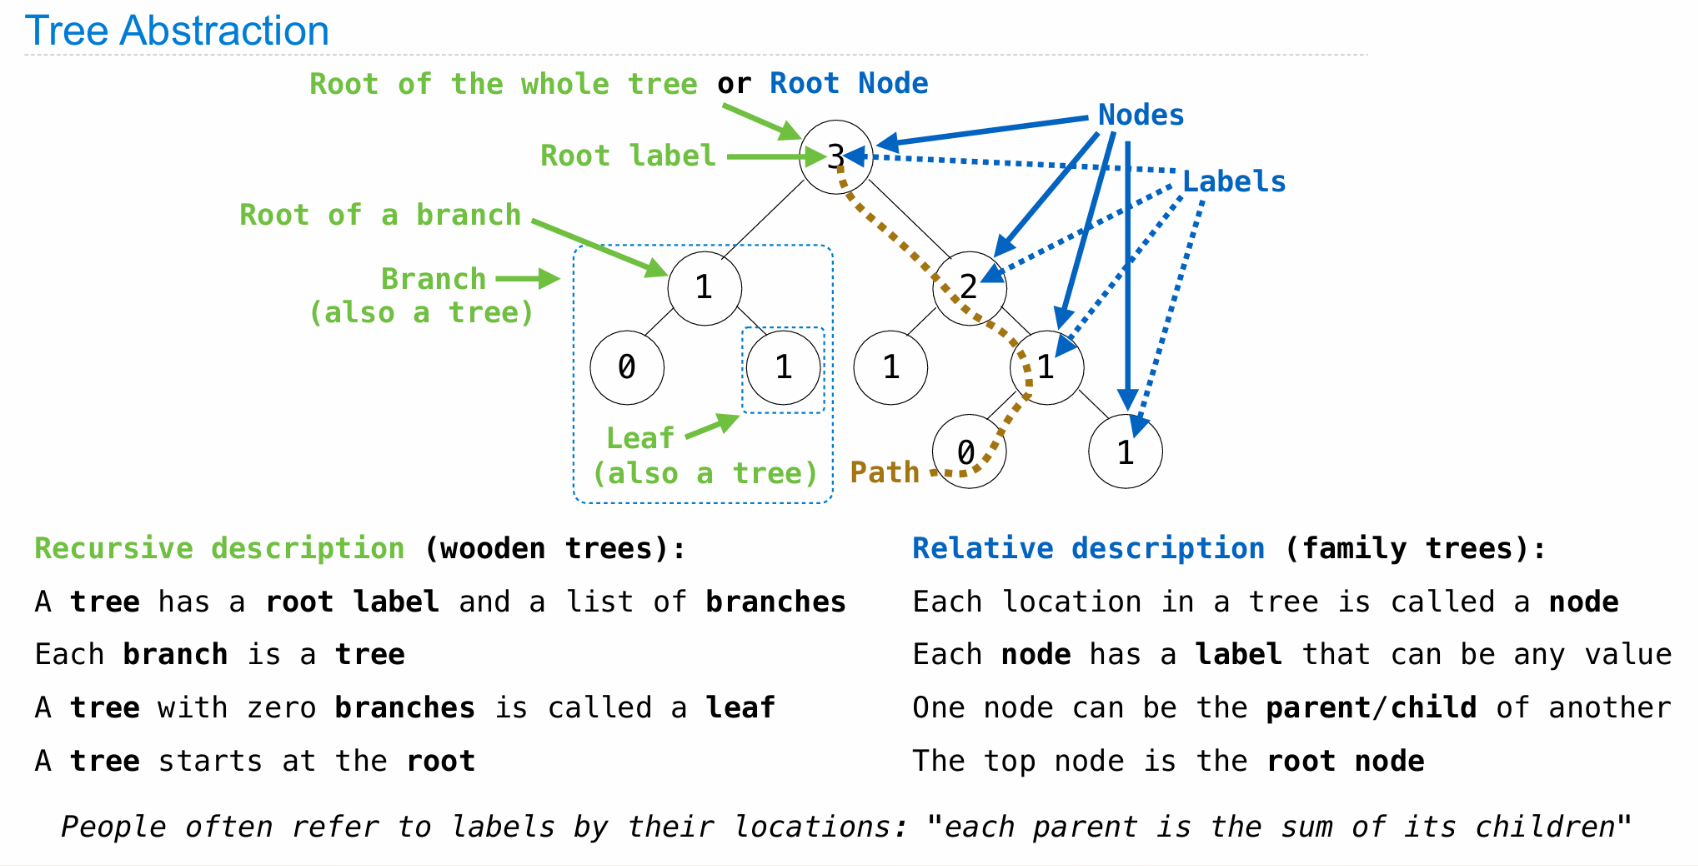 Tree Abstraction
Root of the whole tree or Root Node
Nodes
Root label
3
Labels
Root of a branch
Branch
(also a tree)
1
2
0
1
1
1
Leaf
(also a tree)
Path
0
1
Recursive description (wooden trees):
A tree has a root label and a list of branches
Each branch is a tree
A tree with zero branches is called a leaf
A tree starts at the root
Relative description (family trees):
Each location in a tree is called a node
Each node has a label that can be any value
One node can be the parent/child of another
The top node is the root node
People often refer to labels by their locations: "each parent is the sum of its children"